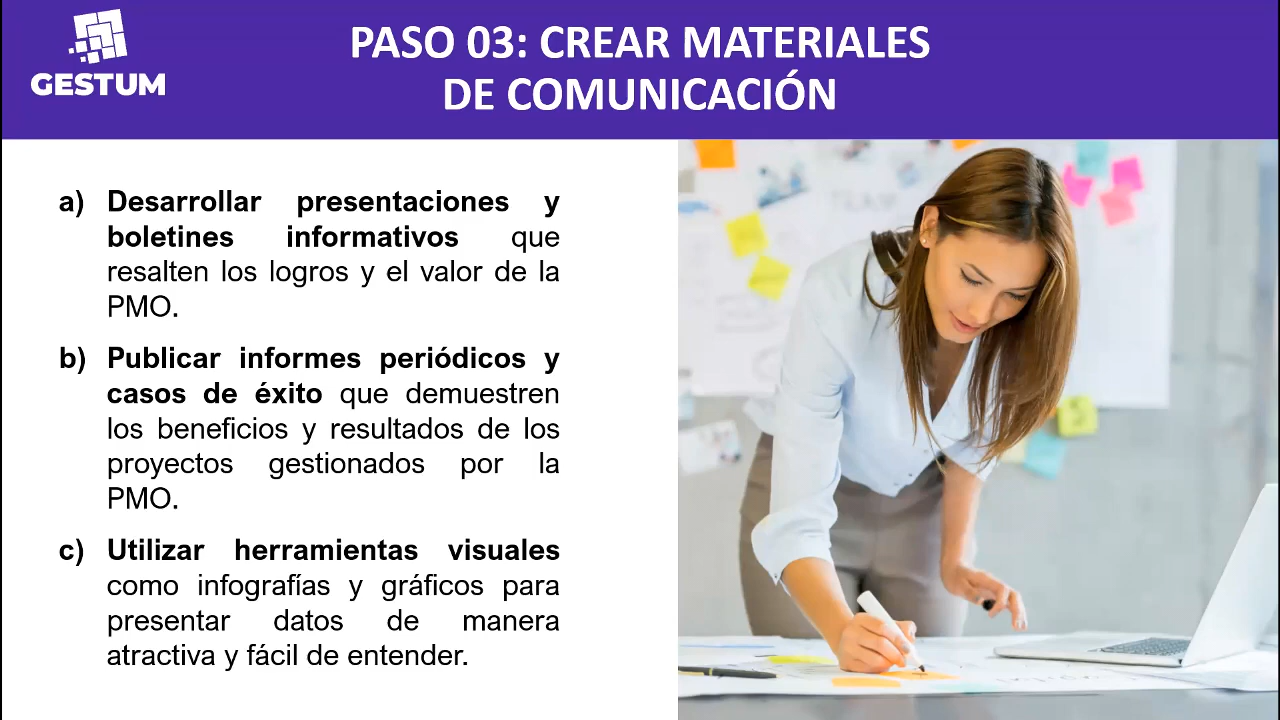 GESTUM
PASO 03: CREAR MATERIALES
DE COMUNICACIÓN
a) Desarrollar presentaciones y
boletines informativos que
resalten los logros y el valor de la
PMO.
b) Publicar informes periódicos y
casos de éxito que demuestren
los beneficios y resultados de los
proyectos gestionados por la
PMO.
c) Utilizar herramientas visuales
como infografías y gráficos para
presentar datos de manera
atractiva y fácil de entender.
TEAM